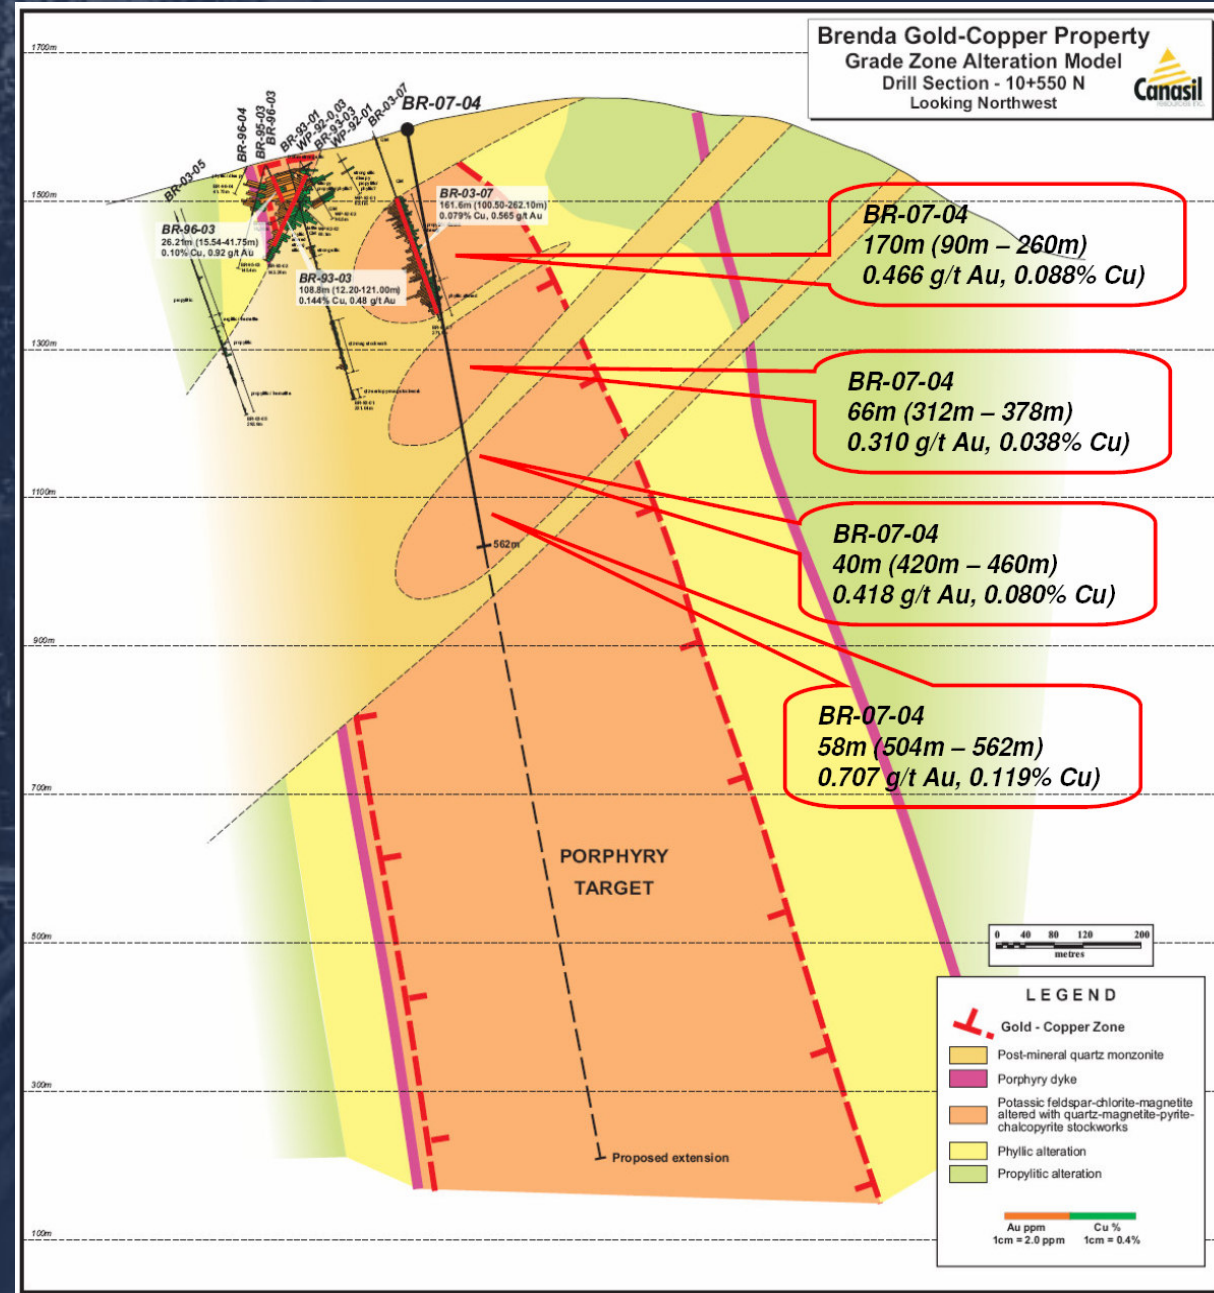 Brenda Gold-Copper Property
Grade Zone Alteration Model
Drill Section - 10+550 N
Looking Northwest
Canasil
1700m
1500m
1300m
1100m
900m
700m
500m
300m
100m
BR-03-05
BR-96-04
BR-95-03
BR-96-03
BR-93-01
WP-92-0,03
BR-93-03
WP-92-01
BR-03-07
BR-07-04
BR-96-03
26.21m (15.54-41.75m)
0.10% Cu, 0.92 g/t Au
BR-93-03
108.8m (12.20-121.00m)
0.144% Cu, 0.48 g/t Au
BR-03-07
161.6m (100.50-262.10m)
0.079% Cu, 0.565 g/t Au
BR-07-04
170m (90m – 260m)
0.466 g/t Au, 0.088% Cu)
BR-07-04
66m (312m – 378m)
0.310 g/t Au, 0.038% Cu)
BR-07-04
40m (420m – 460m)
0.418 g/t Au, 0.080% Cu)
BR-07-04
58m (504m – 562m)
0.707 g/t Au, 0.119% Cu)
562m
PORPHYRY
TARGET
Proposed extension
0 40 80 120 200
metres
LEGEND
Gold - Copper Zone
Post-mineral quartz monzonite
Porphyry dyke
Potassic feldspar-chlorite-magnetite
altered with quartz-magnetite-pyrite-
chalcopyrite stockworks
Phyllic alteration
Propylitic alteration
Au ppm Cu %
1cm = 2.0 ppm 1cm = 0.4%